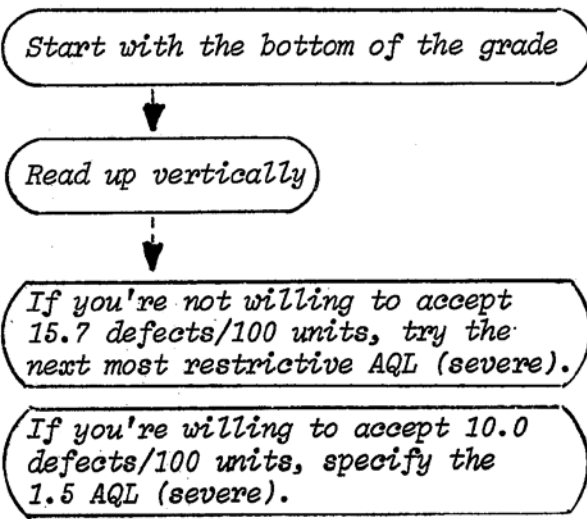 Start with the bottom of the grade
Read up vertically
If you're not willing to accept
15.7 defects/100 units, try the
next most restrictive AQL (severe).
If you're willing to accept 10.0
defects/100 units, specify the
1.5 AQL (severe).